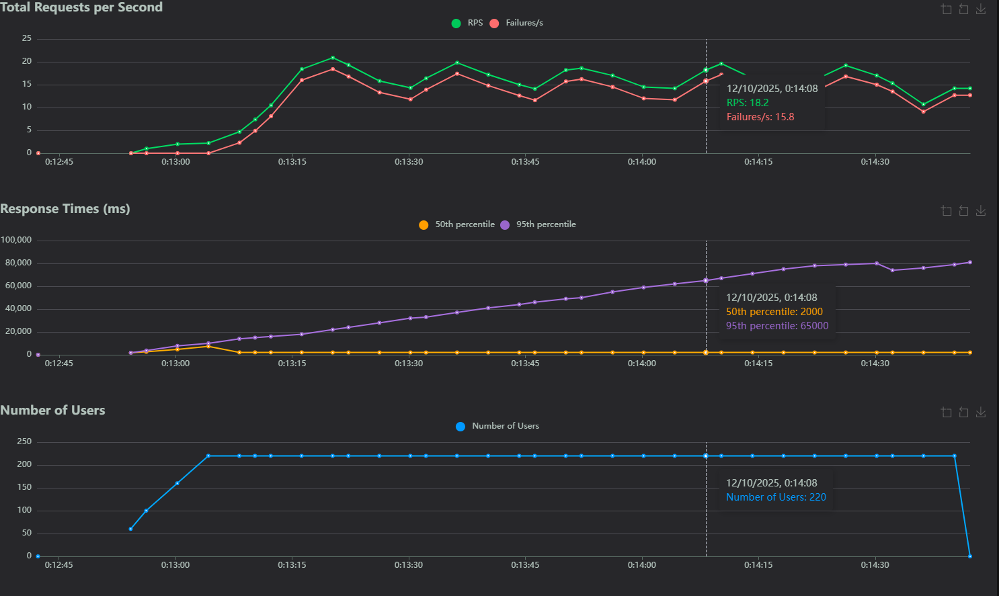 Total Requests per Second
RPS Failures/s
25
20
15
10
5
0
12/10/2025, 0:14:08
RPS: 18.2
Failures/s: 15.8
0:12:45 0:13:00 0:13:15 0:13:30 0:13:45 0:14:00 0:14:15 0:14:30
Response Times (ms)
50th percentile 95th percentile
100,000
80,000
60,000
40,000
20,000
0
12/10/2025, 0:14:08
50th percentile: 2000
95th percentile: 65000
0:12:45 0:13:00 0:13:15 0:13:30 0:13:45 0:14:00 0:14:15 0:14:30
Number of Users
Number of Users
250
200
150
100
50
0
12/10/2025, 0:14:08
Number of Users: 220
0:12:45 0:13:00 0:13:15 0:13:30 0:13:45 0:14:00 0:14:15 0:14:30